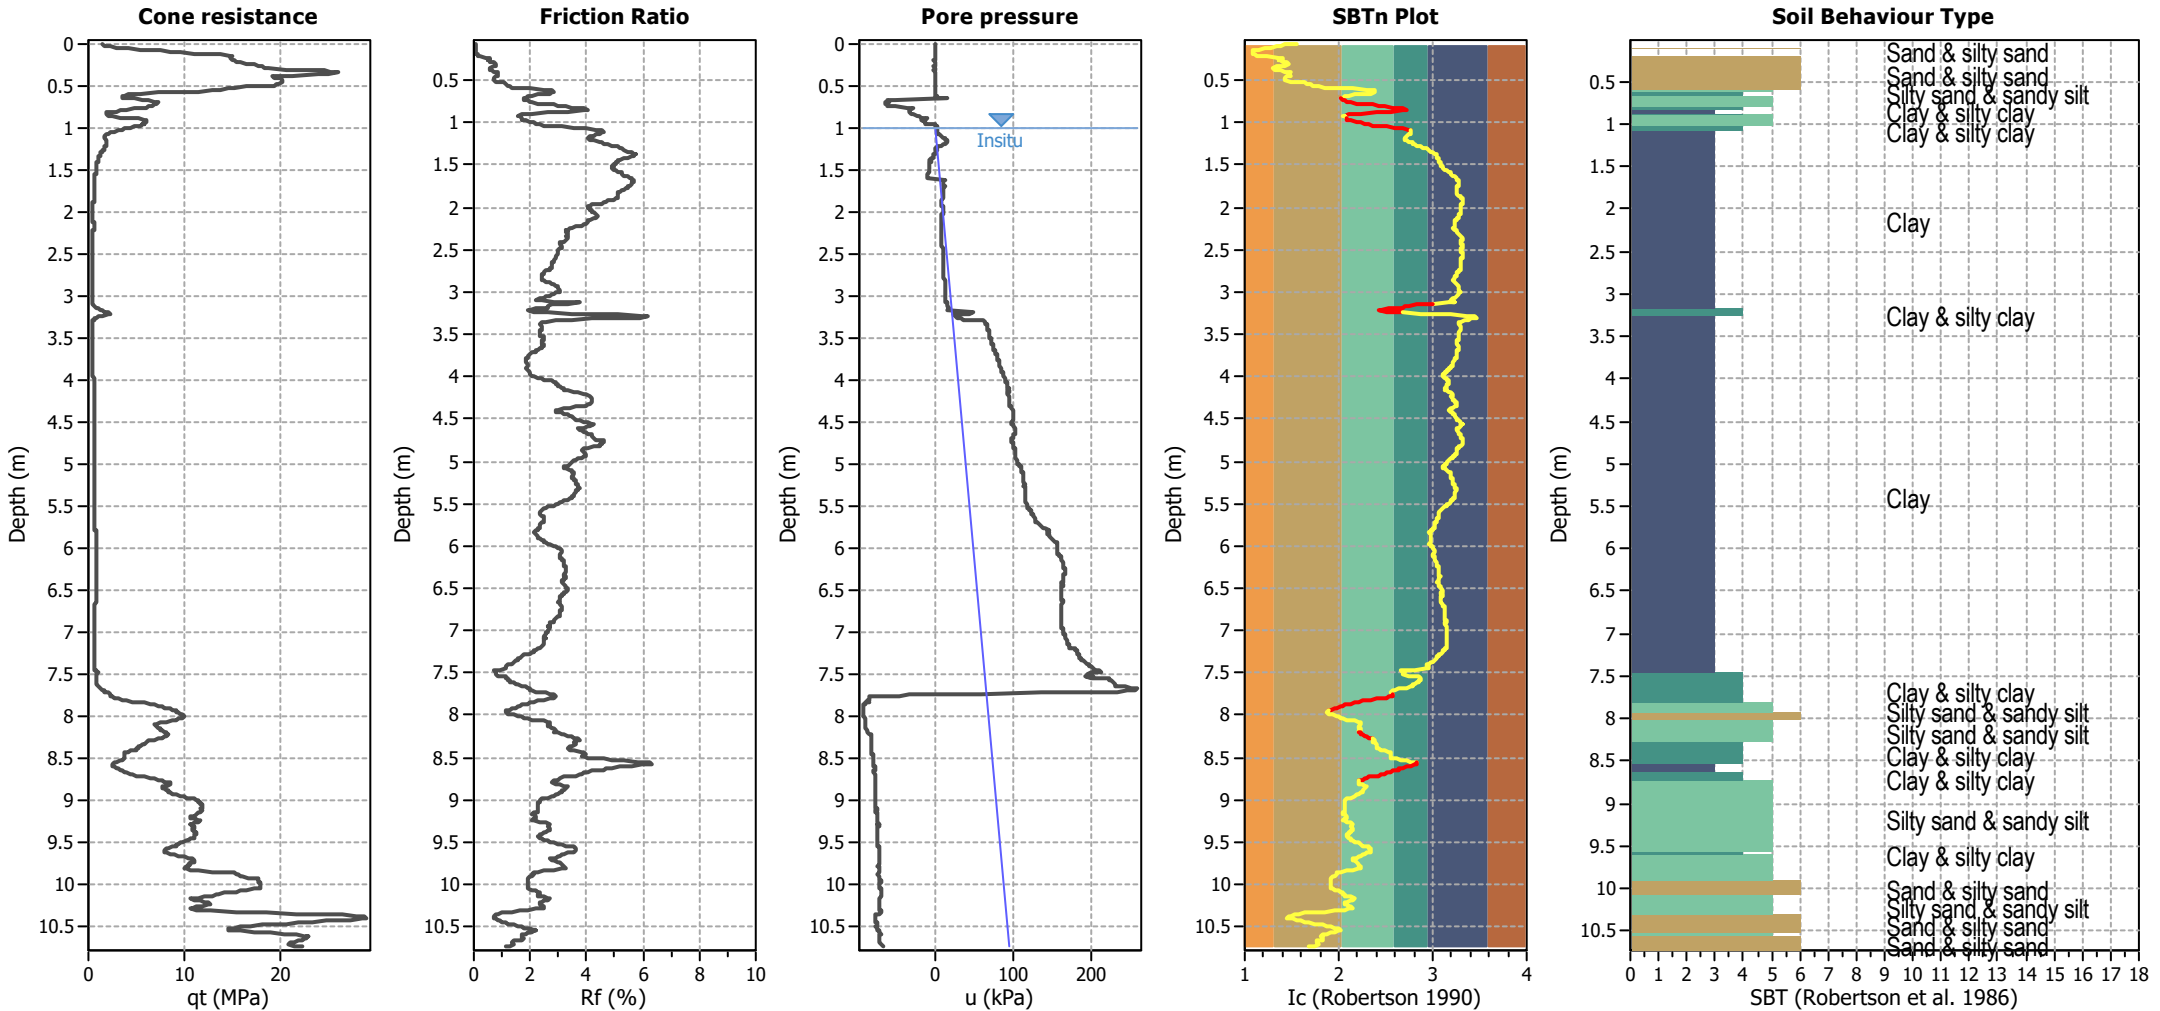 Cone resistance
0
0.5
1
1.5
2
2.5
3
3.5
4
4.5
5
5.5
6
6.5
7
7.5
8
8.5
9
9.5
10
10.5
Depth (m)
0 10 20
qt (MPa)
Friction Ratio
0.5
1
1.5
2
2.5
3
3.5
4
4.5
5
5.5
6
6.5
7
7.5
8
8.5
9
9.5
10
10.5
Depth (m)
0 2 4 6 8 10
Rf (%)
Pore pressure
0
0.5
1
1.5
2
2.5
3
3.5
4
4.5
5
5.5
6
6.5
7
7.5
8
8.5
9
9.5
10
10.5
Depth (m)
Insitu
0 100 200
u (kPa)
SBTn Plot
0.5
1
1.5
2
2.5
3
3.5
4
4.5
5
5.5
6
6.5
7
7.5
8
8.5
9
9.5
10
10.5
Depth (m)
1 2 3 4
Ic (Robertson 1990)
Soil Behaviour Type
0.5
1
1.5
2
2.5
3
3.5
4
4.5
5
5.5
6
6.5
7
7.5
8
8.5
9
9.5
10
10.5
Depth (m)
Sand & silty sand
Sand & silty sand
Silty sand & sandy silt
Clay & silty clay
Clay & silty clay
Clay
Clay & silty clay
Clay
Clay & silty clay
Silty sand & sandy silt
Silty sand & sandy silt
Clay & silty clay
Clay & silty clay
Silty sand & sandy silt
Clay & silty clay
Sand & silty sand
Silty sand & sandy silt
Sand & silty sand
Sand & silty sand
0 1 2 3 4 5 6 7 8 9 10 11 12 13 14 15 16 17 18
SBT (Robertson et al. 1986)